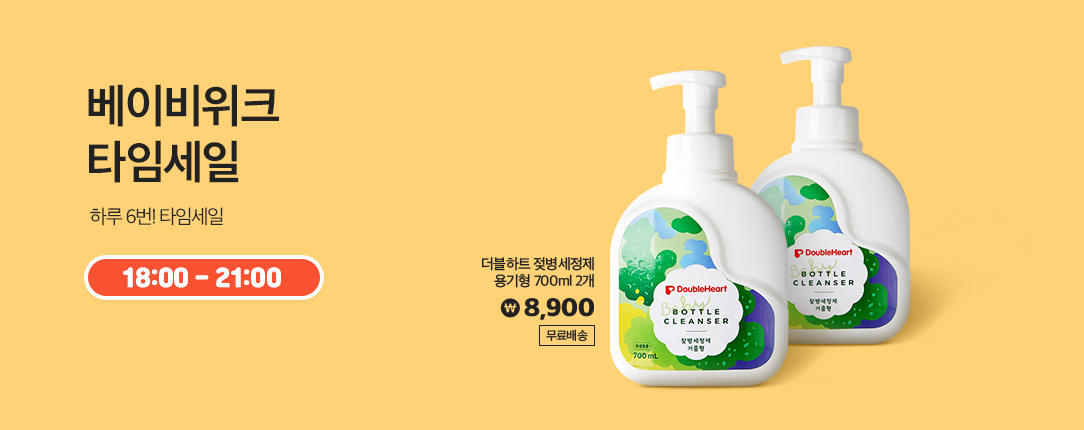 베이비위크
타임세일
하루 6번! 타임세일
18:00 - 21:00
더블하트 젖병세정제
용기형 700ml 2개
₩ 8,900
무료배송
DoubleHeart
Baby
BOTTLE
CLEANSER
젖병세정제
거품형
700 mL
DoubleHeart
Baby
BOTTLE
CLEANSER
젖병세정제
거품형